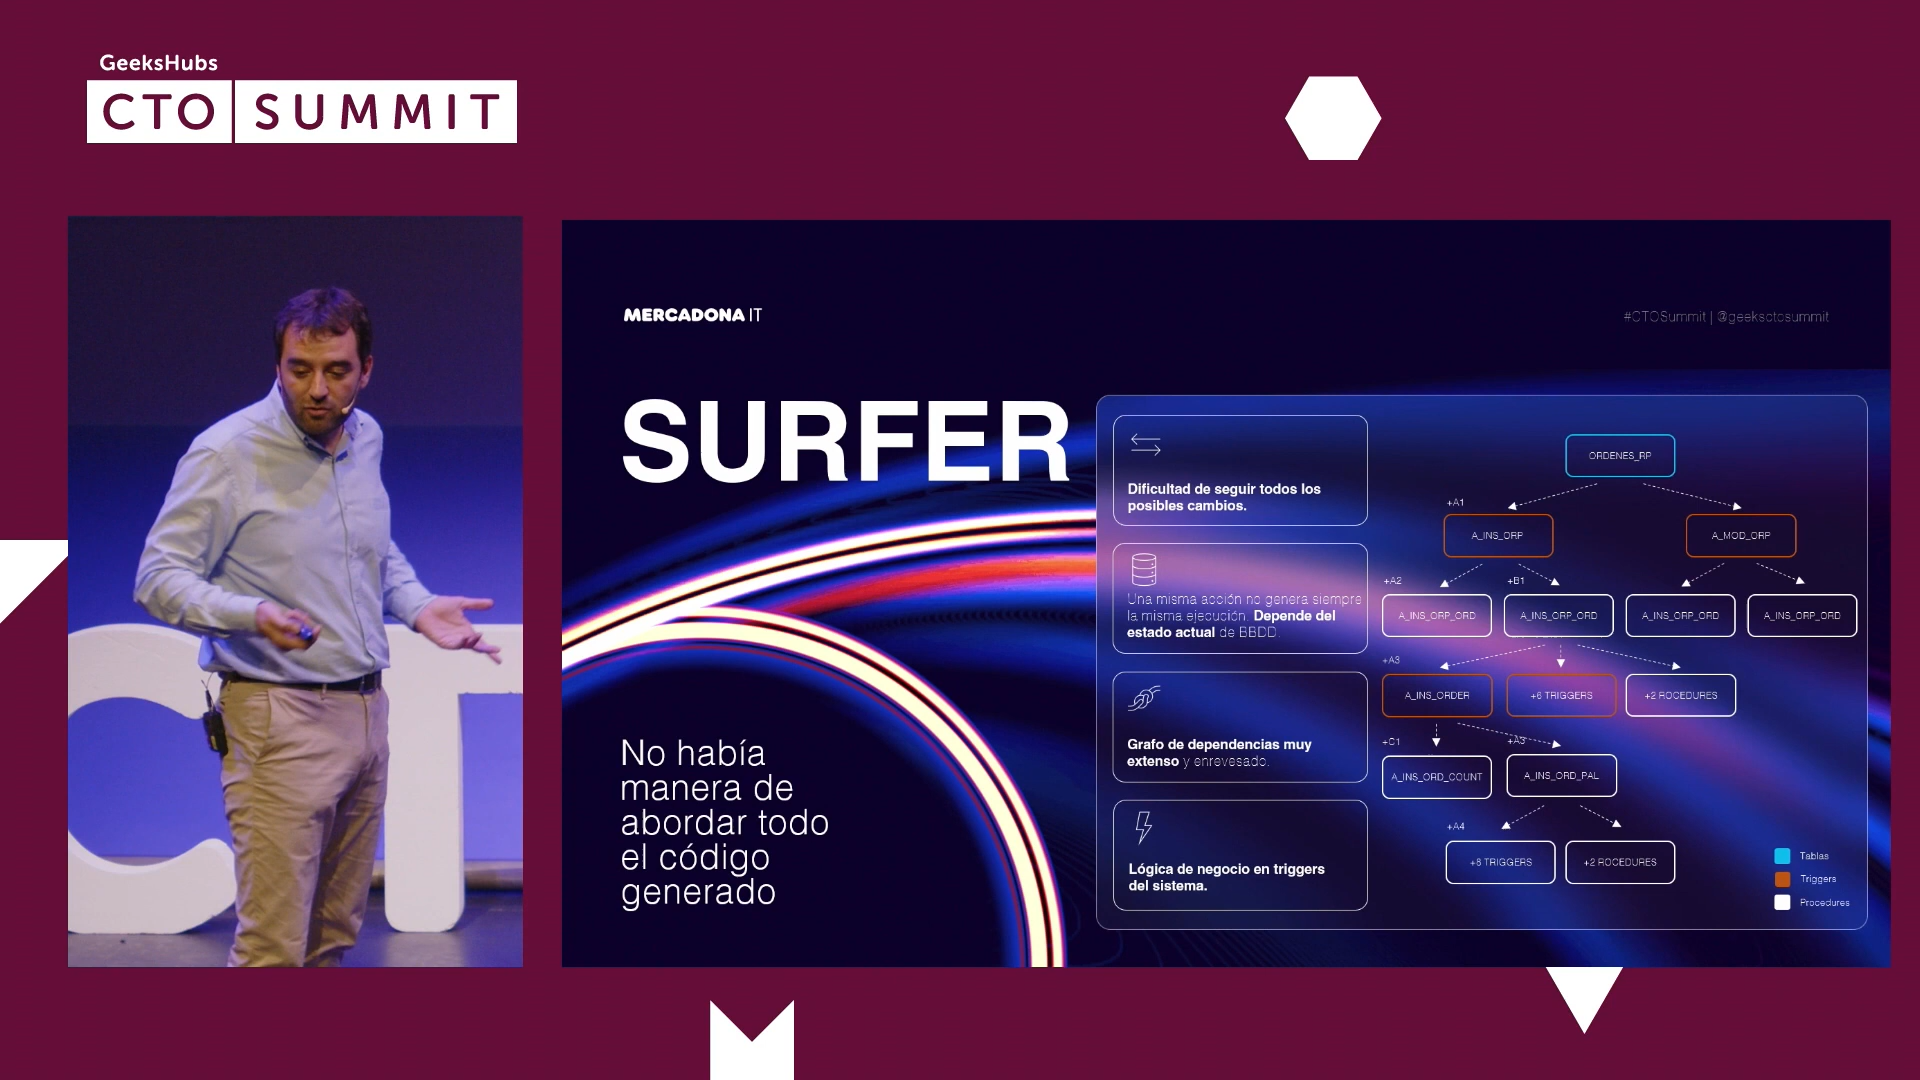 GeeksHubs
CTO SUMMIT
MERCADONA IT
#CTOSummit | @geeksctosummit
SURFER
No había
manera de
abordar todo
el código
generado
Dificultad de seguir todos los
posibles cambios.
Una misma acción no genera siempre
la misma ejecución. Depende del
estado actual de BBDD.
Grafo de dependencias muy
extenso y enrevesado.
Lógica de negocio en triggers
del sistema.
ORDENES_RP
+A1
A_INS_ORP
A_MOD_ORP
+A2
+B1
A_INS_ORP_ORD
A_INS_ORP_ORD
A_INS_ORP_ORD
A_INS_ORP_ORD
+A3
A_INS_ORDER
+6 TRIGGERS
+2 ROCEDURES
+C1
+A3
A_INS_ORD_COUNT
A_INS_ORD_PAL
+A4
+6 TRIGGERS
+2 ROCEDURES
Tablas
Triggers
Procedures
CT